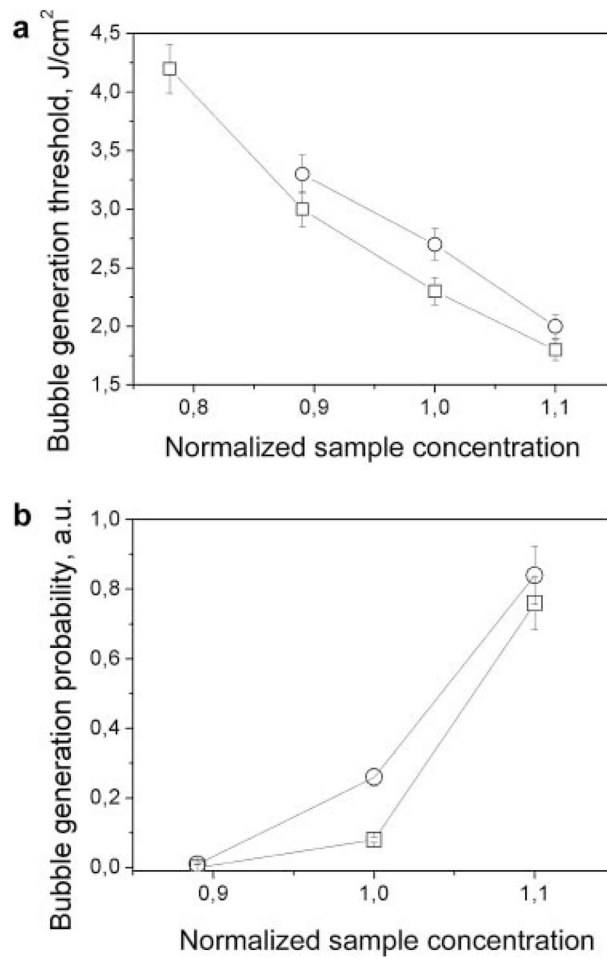 a
Bubble generation threshold, J/cm²
4,5
4,0
3,5
3,0
2,5
2,0
1,5
0,8 0,9 1,0 1,1
Normalized sample concentration
b
Bubble generation probability, a.u.
1,0
0,8
0,6
0,4
0,2
0,0
0,9 1,0 1,1
Normalized sample concentration